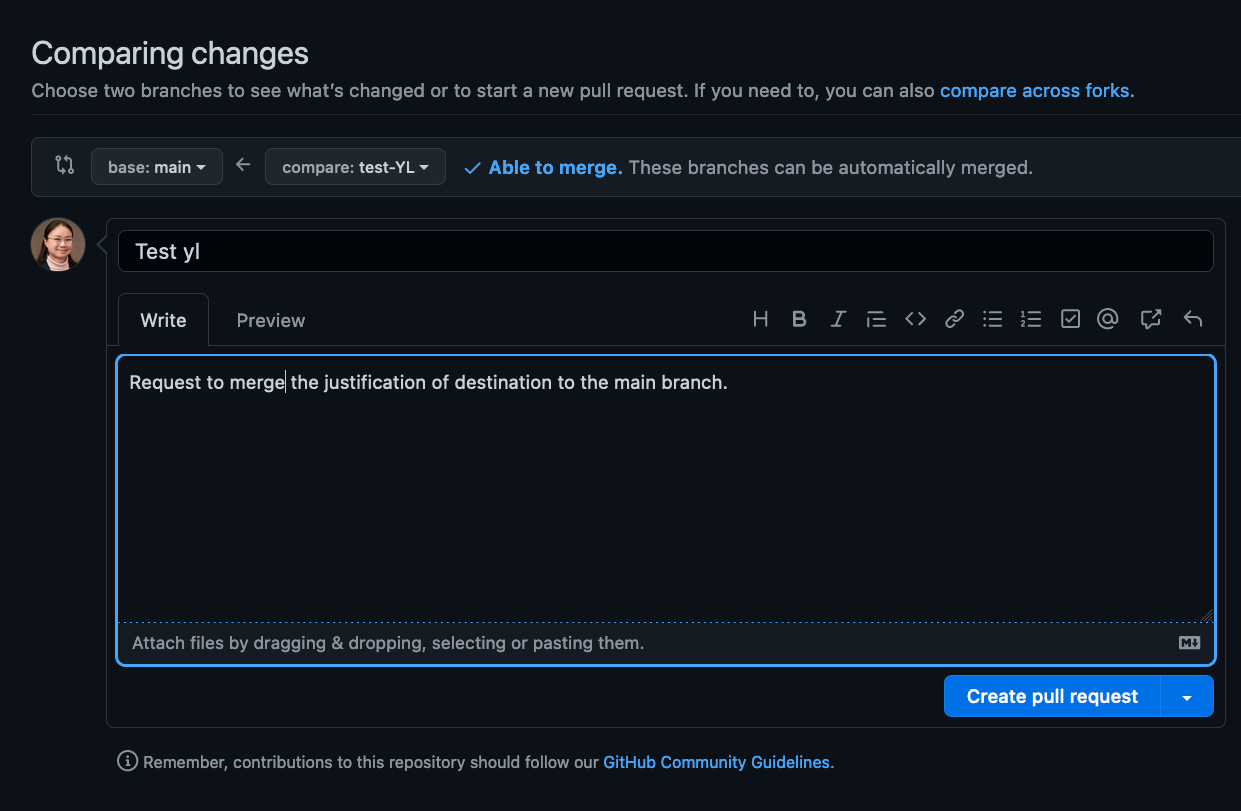 Comparing changes
Choose two branches to see what's changed or to start a new pull request. If you need to, you can also compare across forks.
base: main compare: test-YL Able to merge. These branches can be automatically merged.
Test yl
Write Preview H B I
Request to merge the justification of destination to the main branch.
Attach files by dragging & dropping, selecting or pasting them.
Create pull request
Remember, contributions to this repository should follow our GitHub Community Guidelines.